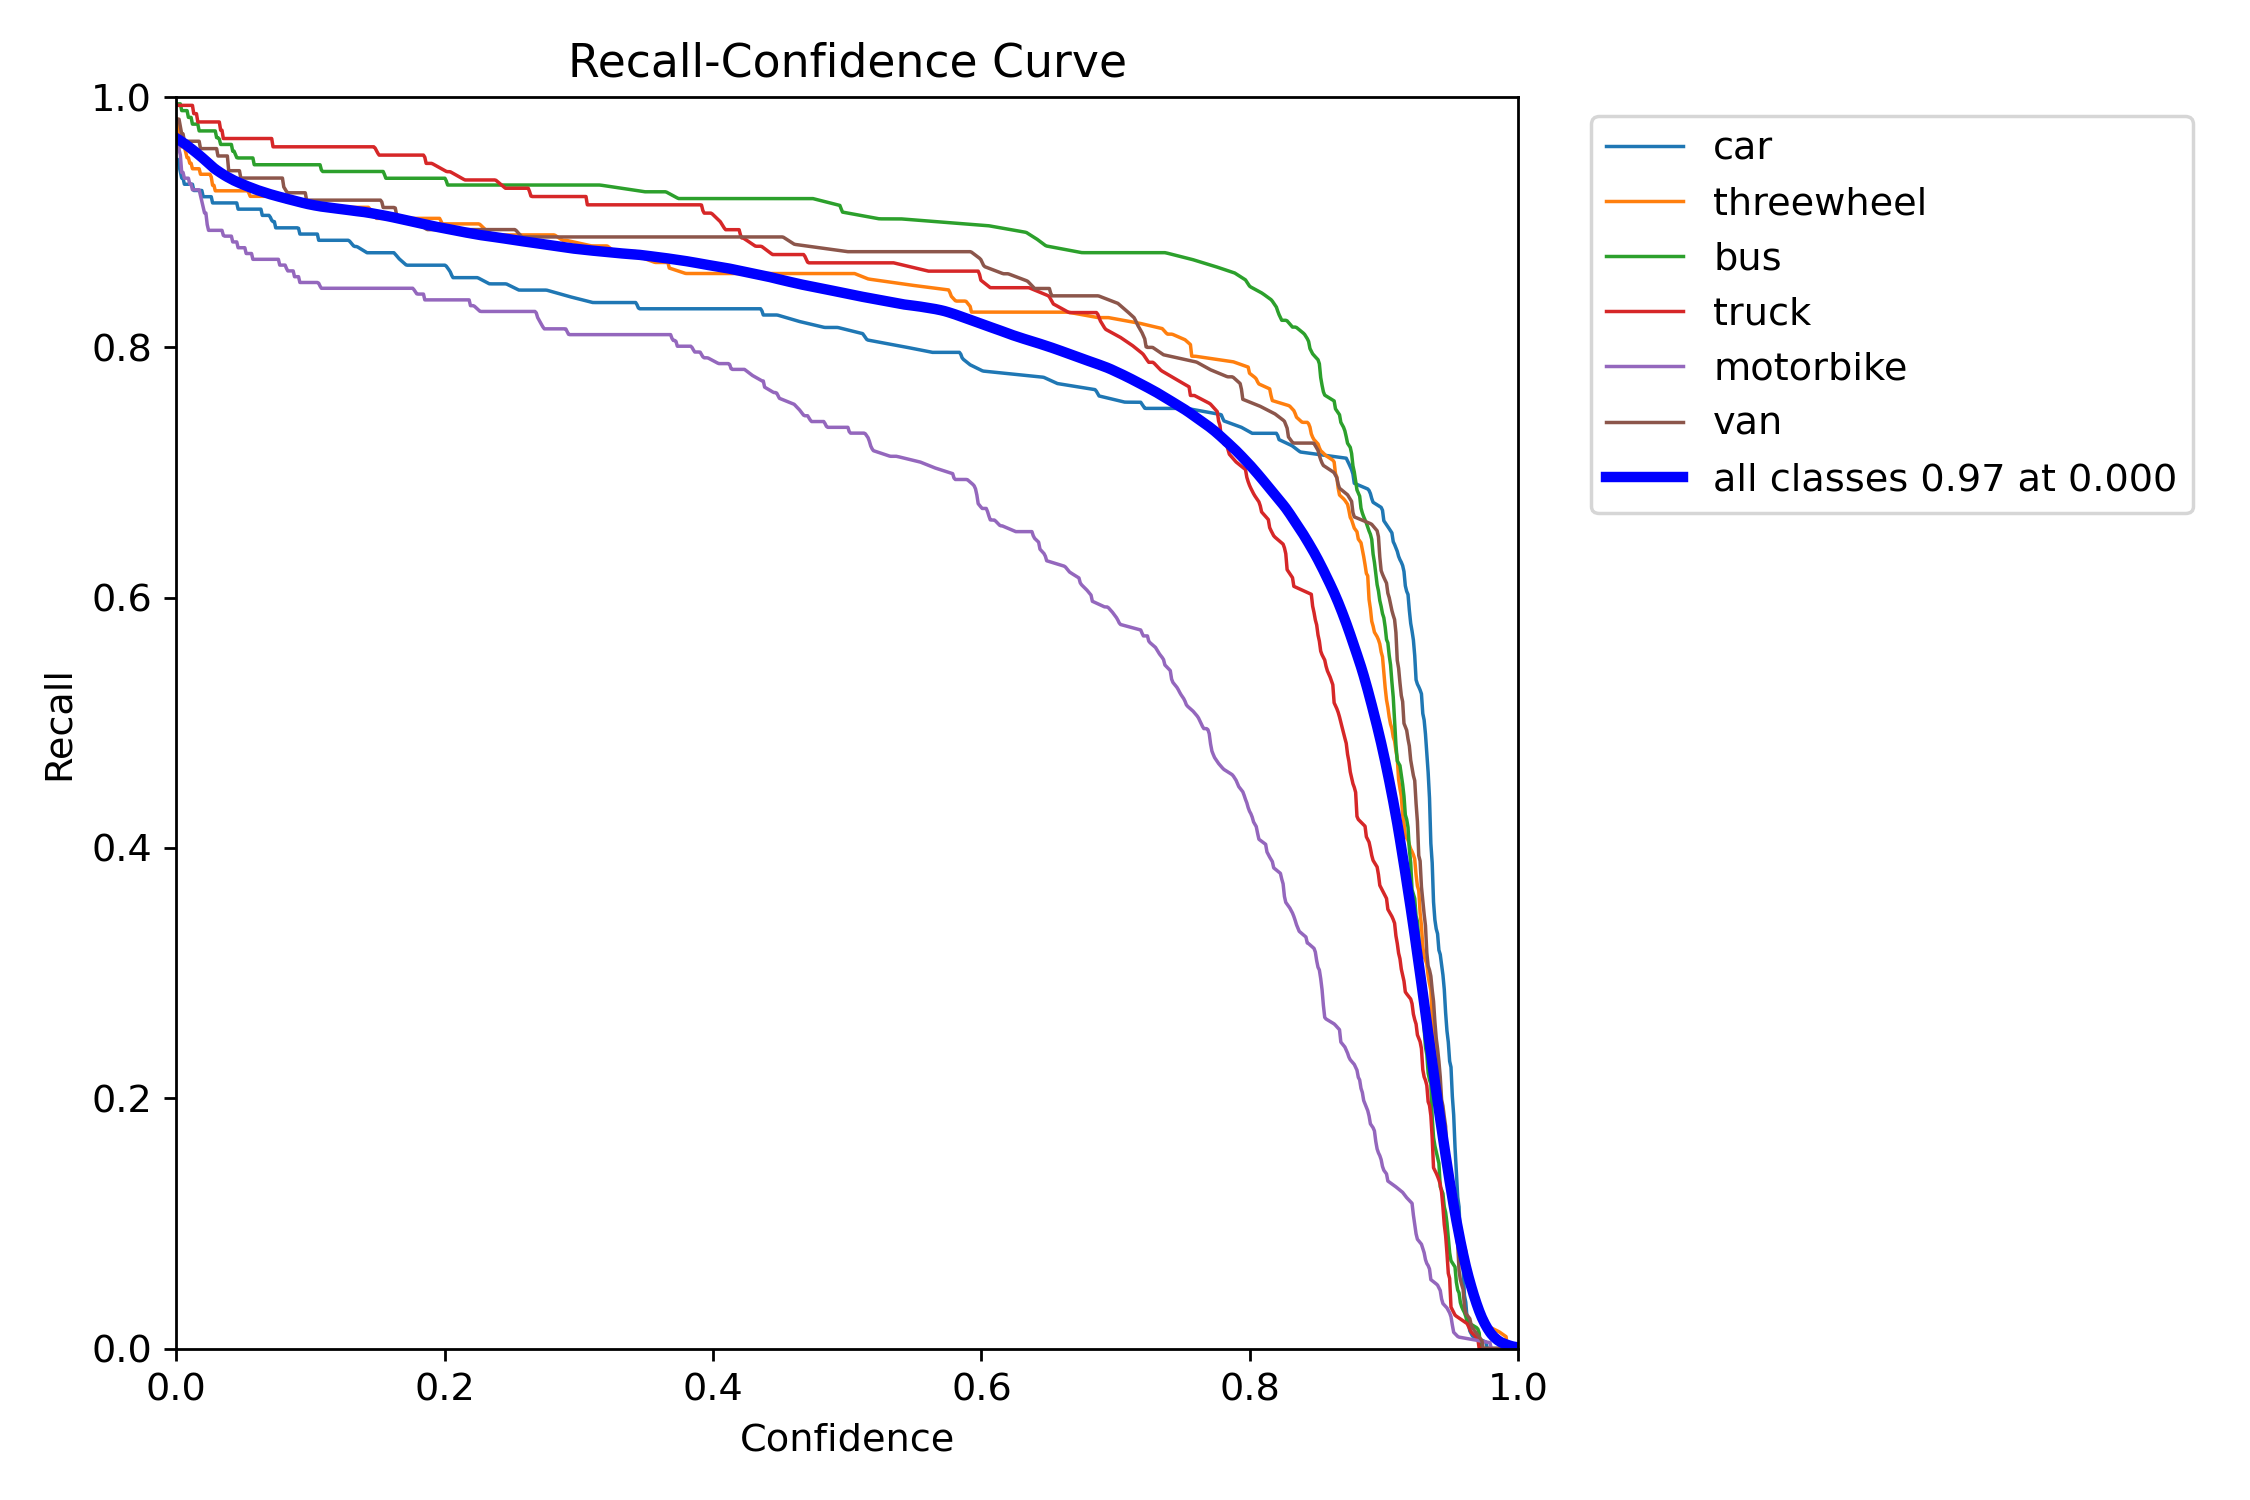 Recall-Confidence Curve
1.0
0.8
0.6
0.4
0.2
0.0
Recall
0.0 0.2 0.4 0.6 0.8 1.0
Confidence
car
threewheel
bus
truck
motorbike
van
all classes 0.97 at 0.000